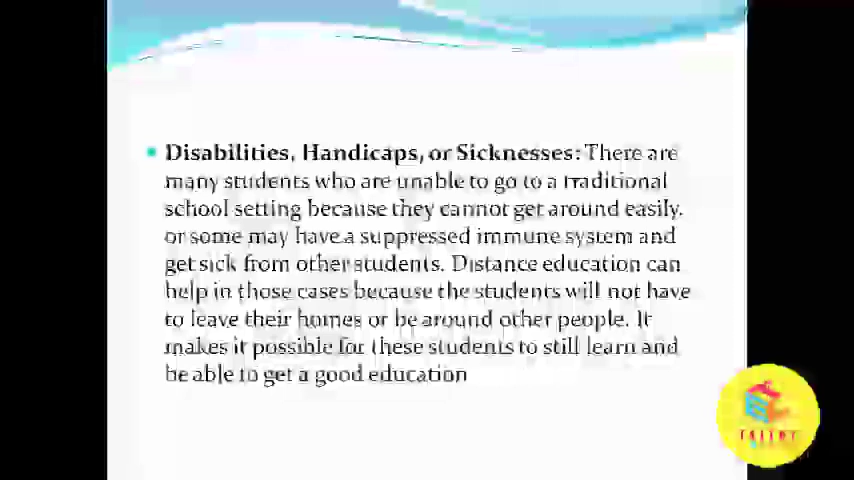 Disabilities, Handicaps, or Sicknesses: There are
many students who are unable to go to a traditional
school setting because they cannot get around easily.
or some may have a suppressed immune system and
get sick from other students. Distance education can
help in those cases because the students will not have
to leave their homes or be around other people. It
makes it possible for these students to still learn and
be able to get a good education
TALENT